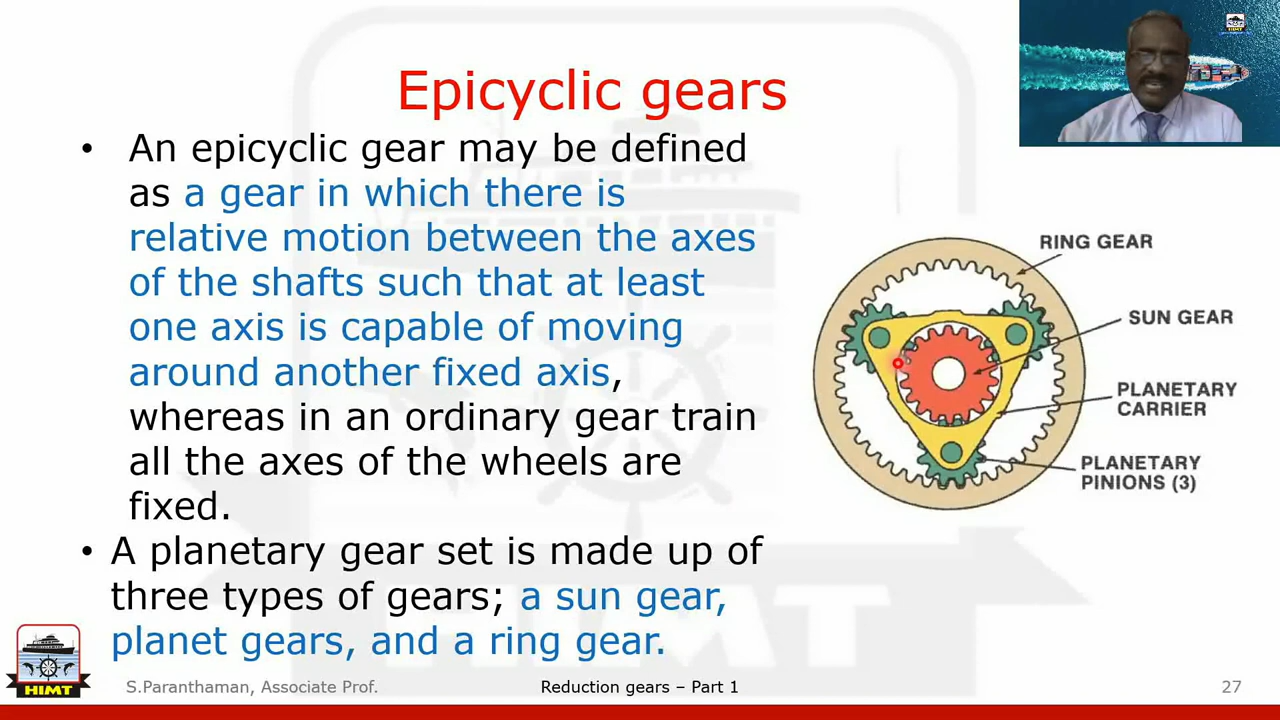 Epicyclic gears
• An epicyclic gear may be defined
as a gear in which there is
relative motion between the axes
of the shafts such that at least
one axis is capable of moving
around another fixed axis,
whereas in an ordinary gear train
all the axes of the wheels are
fixed.
• A planetary gear set is made up of
three types of gears; a sun gear,
planet gears, and a ring gear.
RING GEAR
SUN GEAR
PLANETARY
CARRIER
PLANETARY
PINIONS (3)
HIMT
HIMT
HIMT
S.Paranthaman, Associate Prof.
Reduction gears – Part 1
27